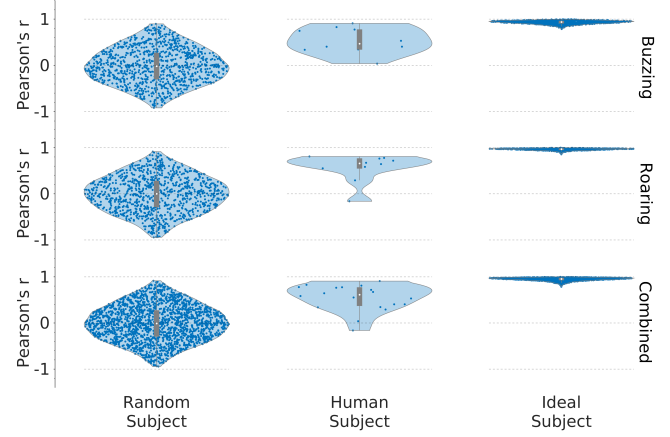 1
0
-1
Pearson's r
Buzzing
1
0
-1
Pearson's r
Roaring
1
0
-1
Pearson's r
Combined
Random
Subject
Human
Subject
Ideal
Subject